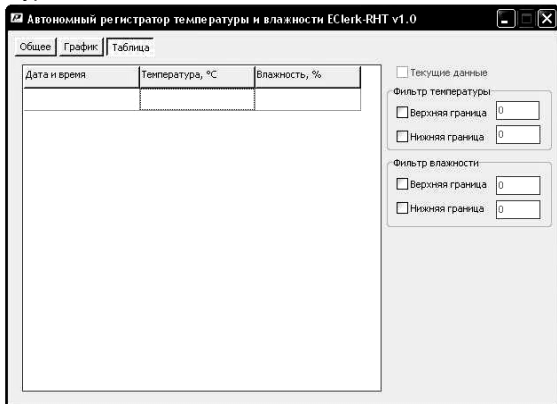 Автономный регистратор температуры и влажности EClerk-RHT v1.0
Общее График Таблица
Дата и время Температура, °С Влажность, %
Текущие данные
Фильтр температуры
Верхняя граница 0
Нижняя граница 0
Фильтр влажности
Верхняя граница 0
Нижняя граница 0